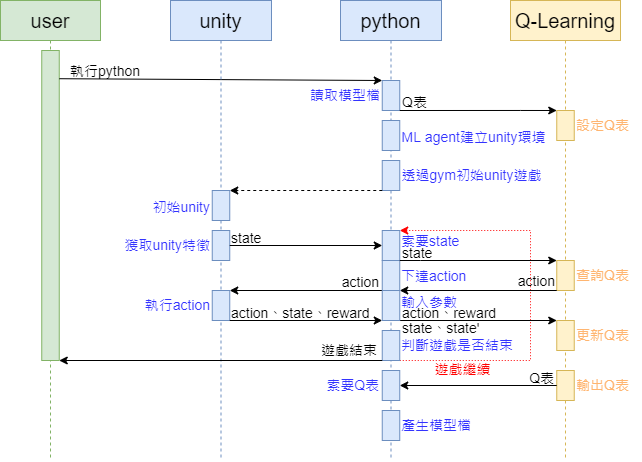 user
unity
python
Q-Learning
執行python
讀取模型檔
Q表
設定Q表
ML agent建立unity環境
透過gym初始unity遊戲
初始unity
獲取unity特徵
state
索要state
state
查詢Q表
下達action
action
action
執行action
輸入參數
action、state、reward
action、reward
state、state'
更新Q表
判斷遊戲是否結束
遊戲結束
遊戲繼續
索要Q表
Q表
輸出Q表
產生模型檔